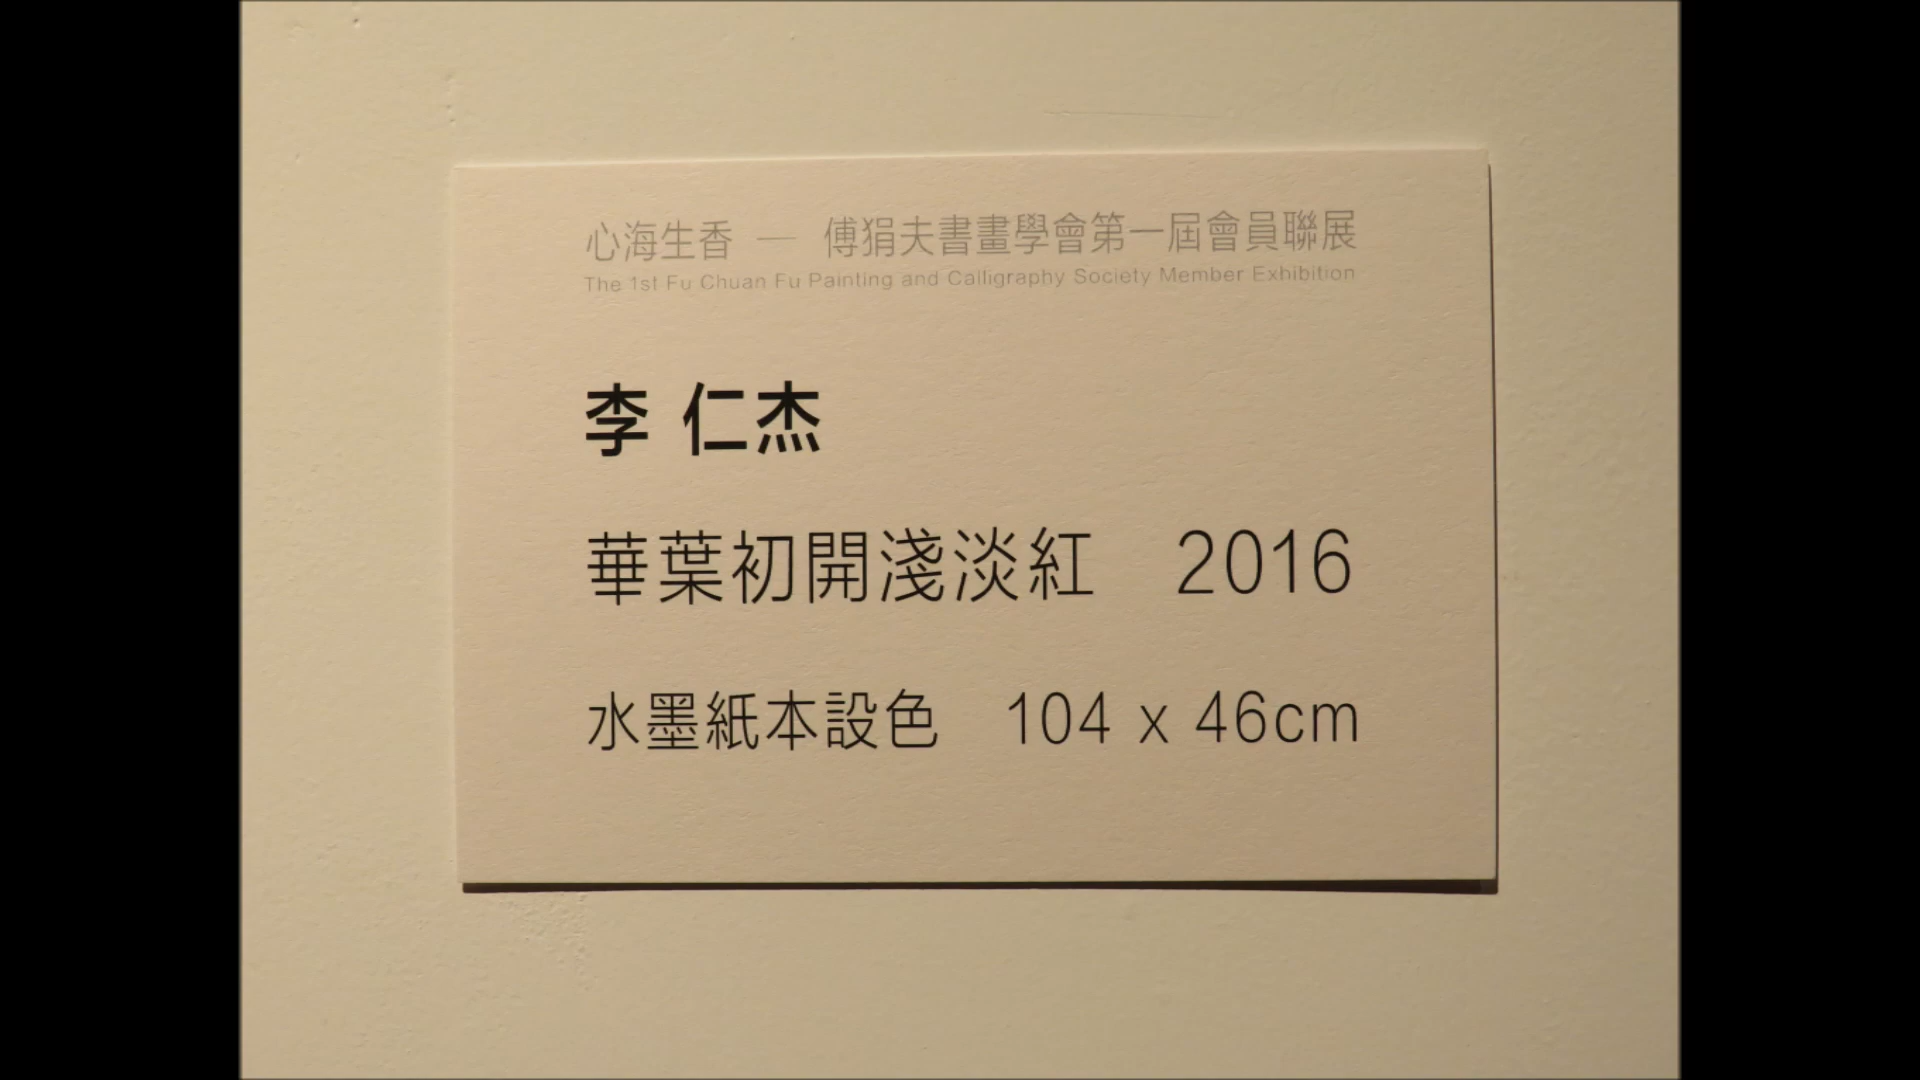 心海生香 — 傅狷夫書畫學會第一屆會員聯展
The 1st Fu Chuan Fu Painting and Calligraphy Society Member Exhibition
李 仁杰
華葉初開淺淡紅 2016
水墨紙本設色 104 x 46cm